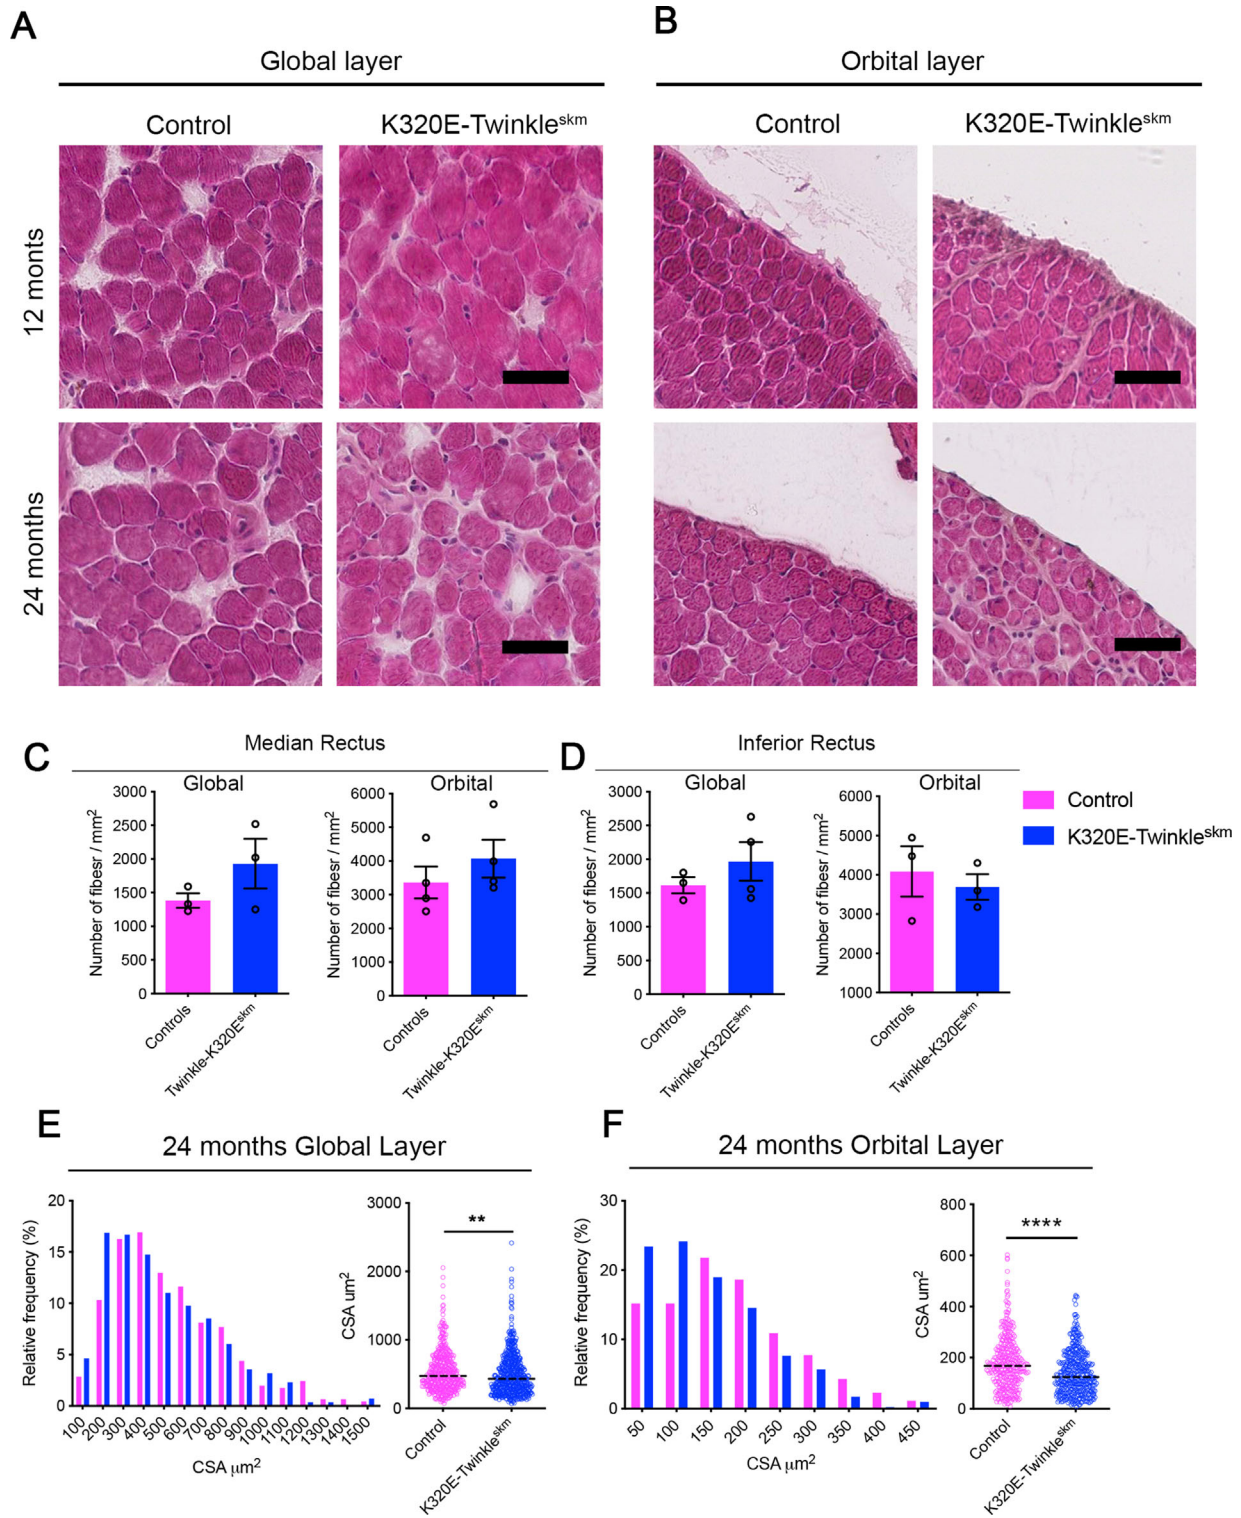 A
B
Global layer
Orbital layer
Control
K320E-Twinkleskm
Control
K320E-Twinkleskm
12 monts
24 months
C
Median Rectus
Global
Orbital
Number of fibesr / mm2
3000
2500
2000
1500
1000
500
0
Controls
Twinkle-K320Eskm
Number of fibesr / mm2
6000
5000
4000
3000
2000
1000
0
Controls
Twinkle-K320Eskm
D
Inferior Rectus
Global
Orbital
Number of fibesr / mm2
3000
2500
2000
1500
1000
500
0
Controls
Twinkle-K320Eskm
Number of fibesr / mm2
6000
5000
4000
3000
2000
1000
Controls
Twinkle-K320Eskm
Control
K320E-Twinkleskm
E
24 months Global Layer
Relative frequency (%)
20
15
10
5
0
100
200
300
400
500
600
700
800
900
1000
1100
1200
1300
1400
1500
CSA μm2
CSA um2
3000
2000
1000
0
**
Control
K320E-Twinkleskm
F
24 months Orbital Layer
Relative frequency (%)
30
20
10
0
50
100
150
200
250
300
350
400
450
CSA μm2
CSA um2
800
600
400
200
0
****
Control
K320E-Twinkleskm